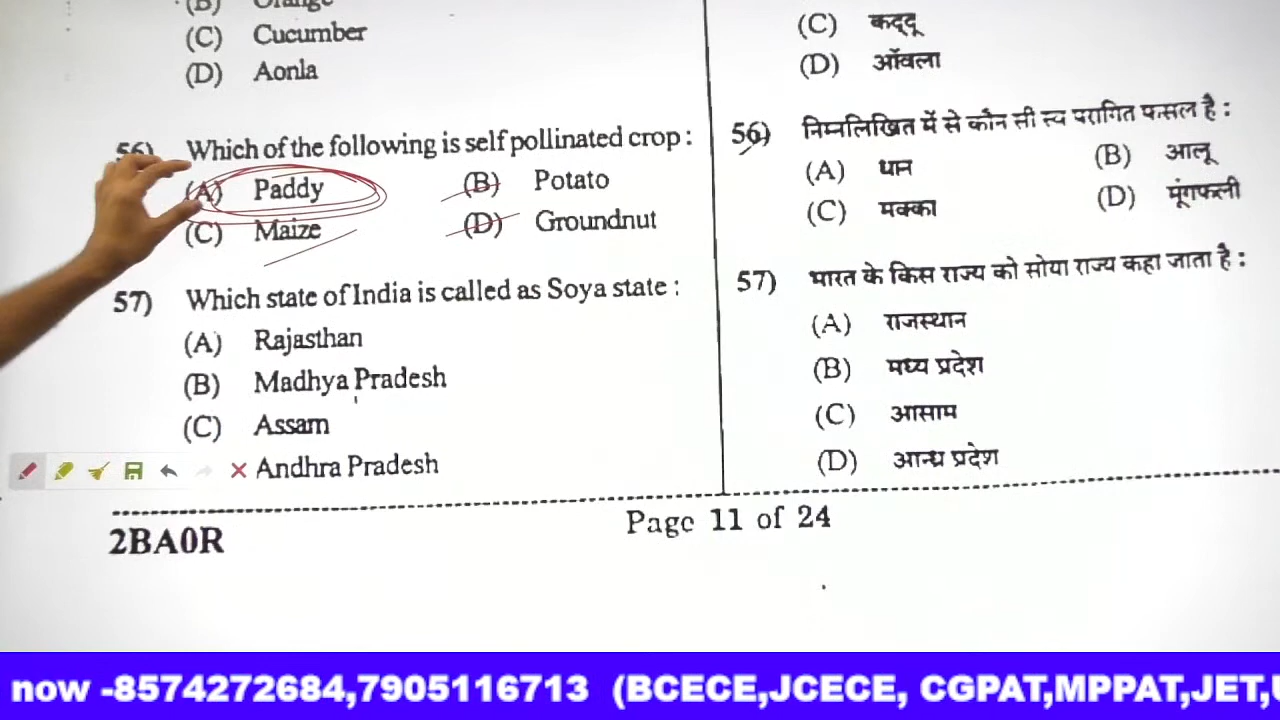 (B) Orange
(C) Cucumber
(D) Aonla
56) Which of the following is self pollinated crop :
(A) Paddy (B) Potato
(C) Maize (D) Groundnut
57) Which state of India is called as Soya state :
(A) Rajasthan
(B) Madhya Pradesh
(C) Assam
Andhra Pradesh
(C) कद्दू
(D) ऑवला
56) निम्नलिखित में से कौन सी स्व परागित फसल है :
(A) धान (B) आलू
(C) मक्का (D) मूंगफली
57) भारत के किस राज्य को सोया राज्य कहा जाता है :
(A) राजस्थान
(B) मध्य प्रदेश
(C) आसाम
(D) आन्ध्र प्रदेश
2BA0R
Page 11 of 24
now -8574272684,7905116713 (BCECE,JCECE, CGPAT,MPPAT,JET,U